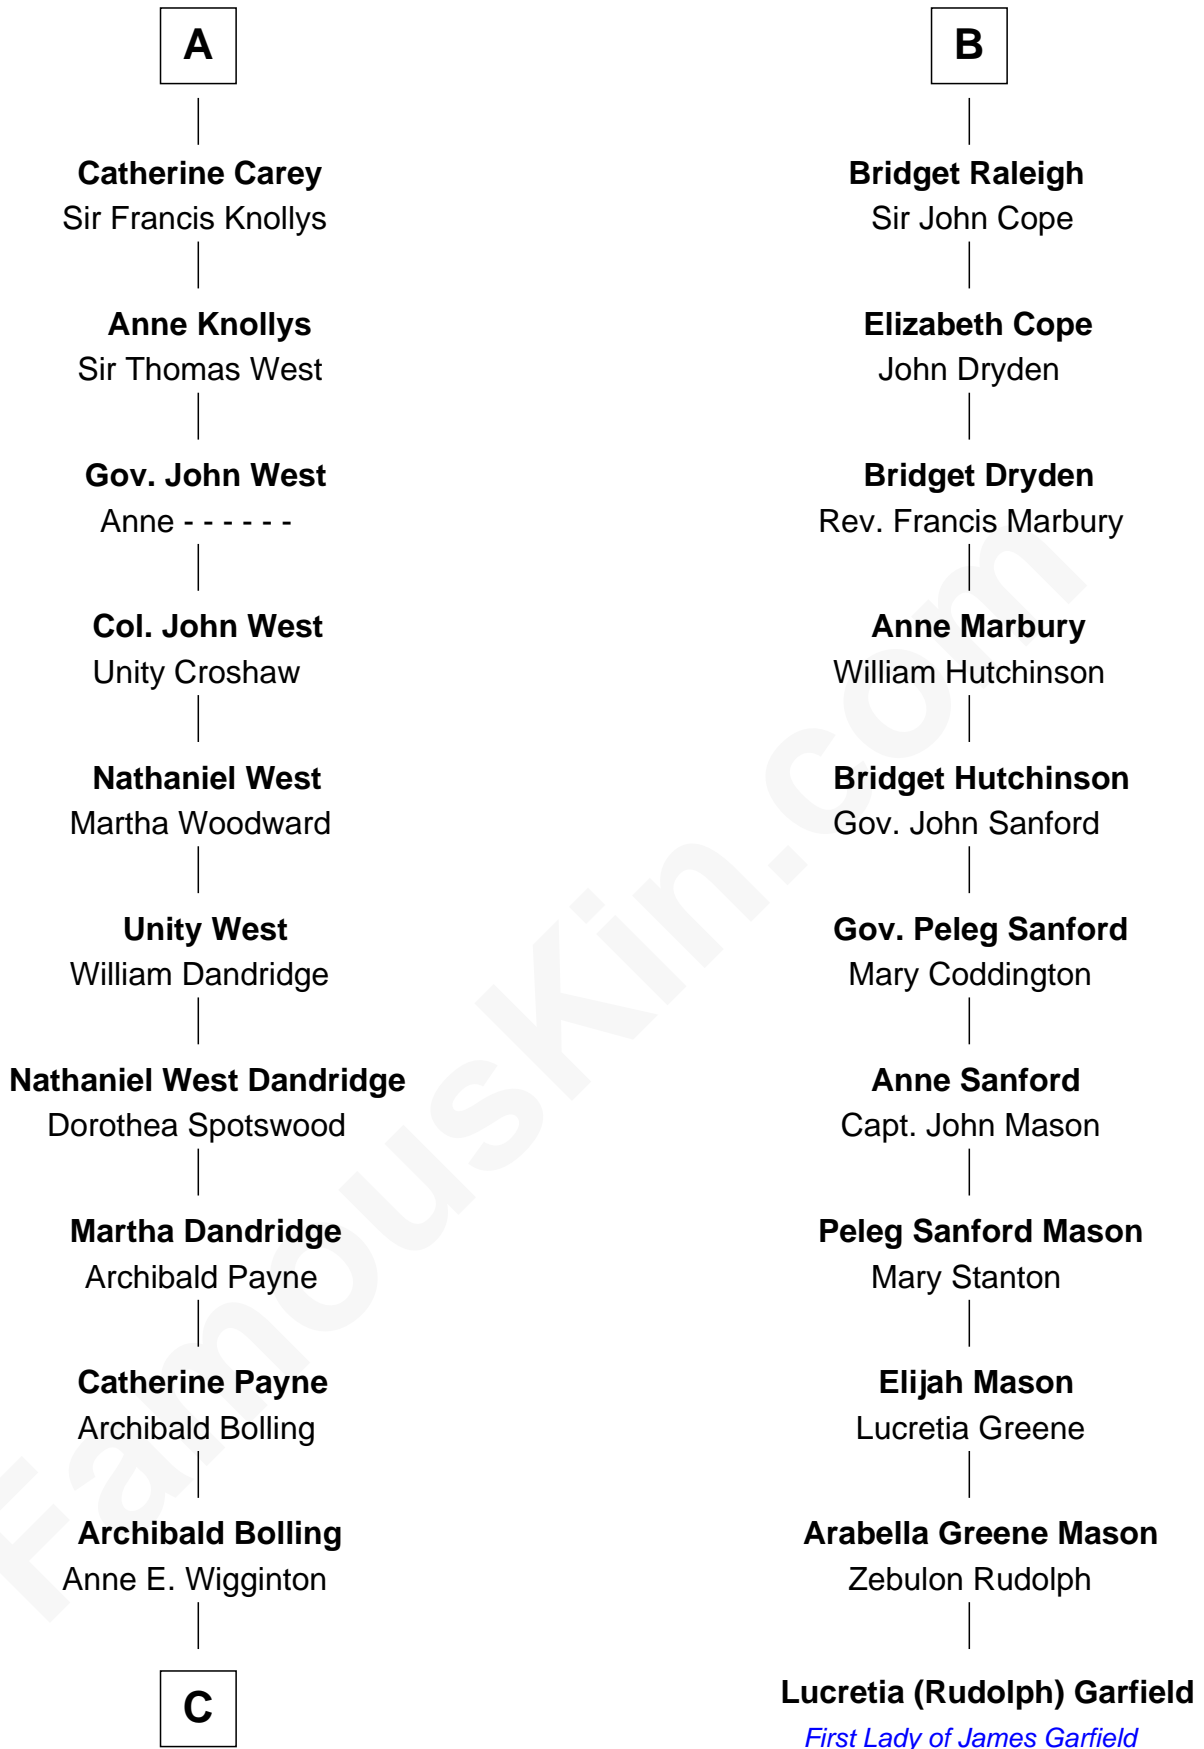 A
Catherine Carey
Sir Francis Knollys
Anne Knollys
Sir Thomas West
Gov. John West
Anne - - - - - -
Col. John West
Unity Croshaw
Nathaniel West
Martha Woodward
Unity West
William Dandridge
Nathaniel West Dandridge
Dorothea Spotswood
Martha Dandridge
Archibald Payne
Catherine Payne
Archibald Bolling
Archibald Bolling
Anne E. Wigginton
C
B
Bridget Raleigh
Sir John Cope
Elizabeth Cope
John Dryden
Bridget Dryden
Rev. Francis Marbury
Anne Marbury
William Hutchinson
Bridget Hutchinson
Gov. John Sanford
Gov. Peleg Sanford
Mary Coddington
Anne Sanford
Capt. John Mason
Peleg Sanford Mason
Mary Stanton
Elijah Mason
Lucretia Greene
Arabella Greene Mason
Zebulon Rudolph
Lucretia (Rudolph) Garfield
First Lady of James Garfield
FamousKin.com